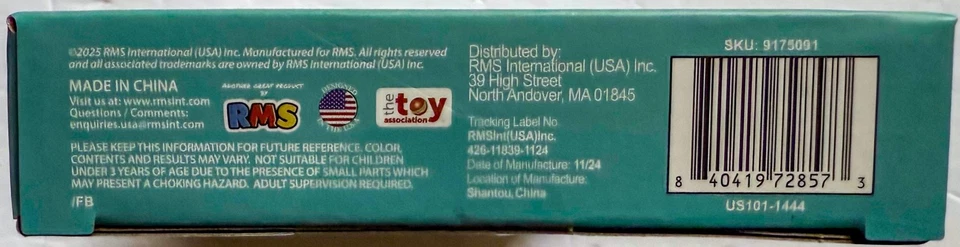 ©2025 RMS International (USA) Inc. Manufactured for RMS. All rights reserved
and all associated trademarks are owned by RMS International (USA) Inc.
MADE IN CHINA
Visit us at: www.rmsint.com
Questions / Comments:
enquiries.usa@rmsint.com
ANOTHER GREAT PRODUCT
BY
RMS
DESIGNED
IN THE U.S.
the toy
association
PLEASE KEEP THIS INFORMATION FOR FUTURE REFERENCE. COLOR,
CONTENTS AND RESULTS MAY VARY. NOT SUITABLE FOR CHILDREN
UNDER 3 YEARS OF AGE DUE TO THE PRESENCE OF SMALL PARTS WHICH
MAY PRESENT A CHOKING HAZARD. ADULT SUPERVISION REQUIRED.
/FB
Distributed by:
RMS International (USA) Inc.
39 High Street
North Andover, MA 01845
Tracking Label No.
RMSInt(USA)Inc.
426-11839-1124
Date of Manufacture: 11/24
Location of Manufacture:
Shantou, China
SKU: 9175091
8 40419 72857 3
US101-1444